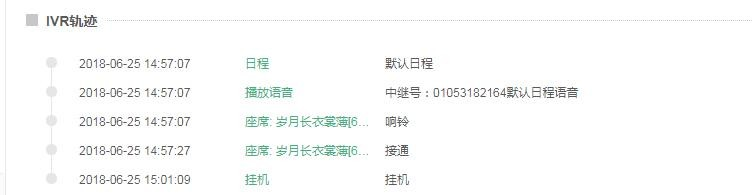 IVR轨迹
2018-06-25 14:57:07 日程 默认日程
2018-06-25 14:57:07 播放语音 中继号：01053182164默认日程语音
2018-06-25 14:57:07 座席: 岁月长衣裳薄[6... 响铃
2018-06-25 14:57:27 座席: 岁月长衣裳薄[6... 接通
2018-06-25 15:01:09 挂机 挂机